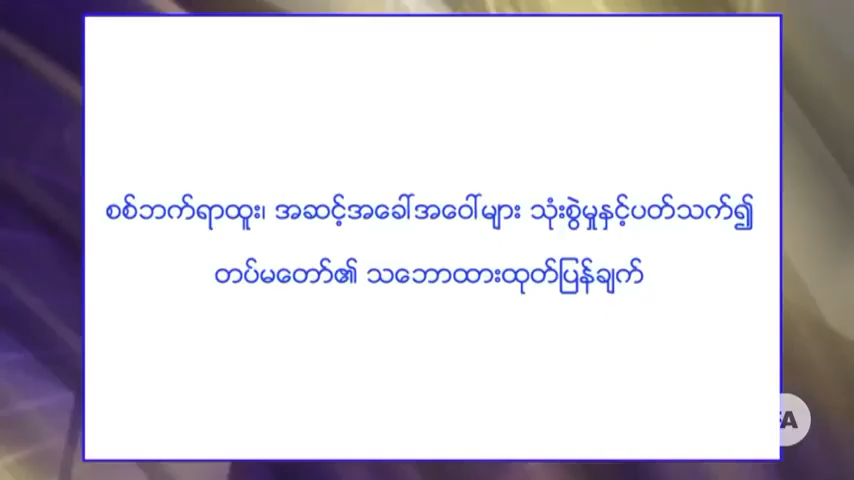 စစ်ဘက်ရာထူး၊ အဆင့်အခေါ်အဝေါ်များ သုံးစွဲမှုနှင့်ပတ်သက်၍
တပ်မတော်၏ သဘောထားထုတ်ပြန်ချက်